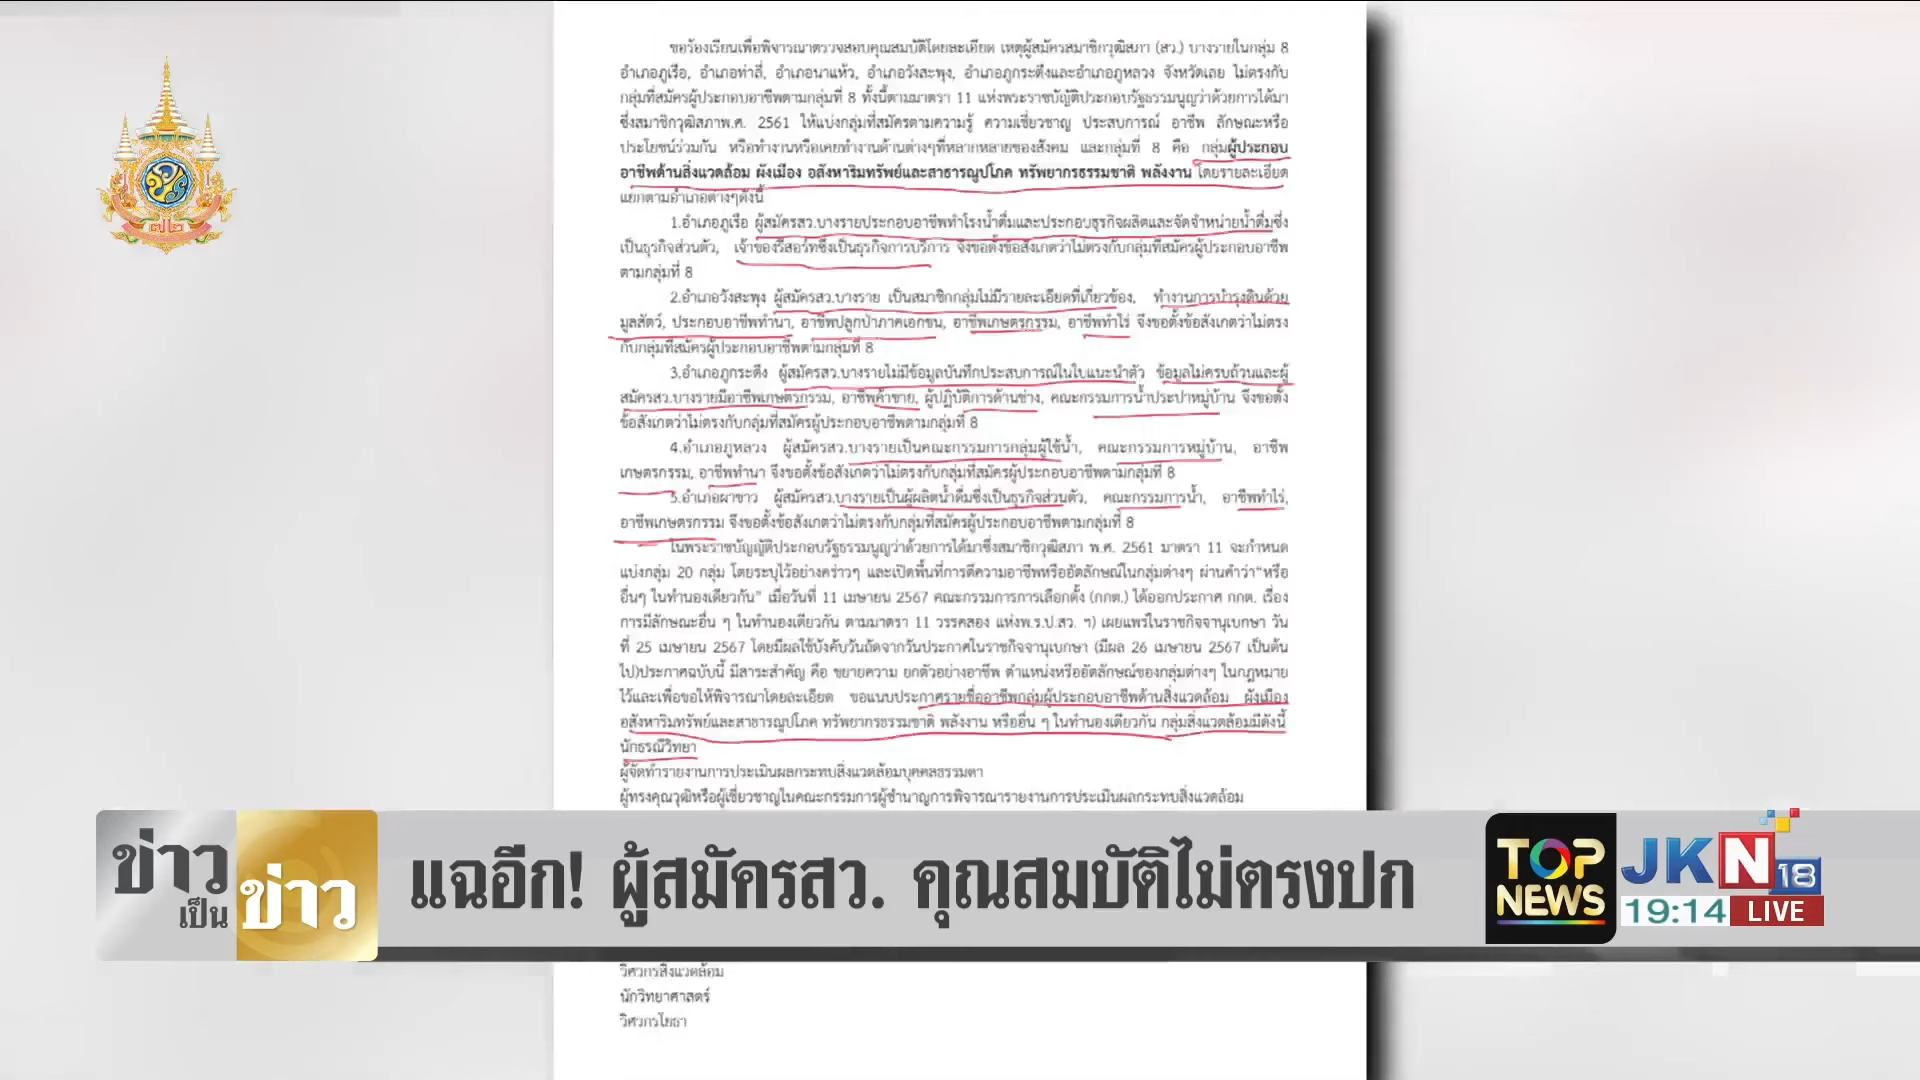 ขอร้องเรียนเพื่อพิจารณาตรวจสอบคุณสมบัติโดยละเอียด เหตุผู้สมัครสมาชิกวุฒิสภา (สว.) บางรายในกลุ่ม 8
อำเภอภูเรือ, อำเภอท่าลี่, อำเภอนาแห้ว, อำเภอวังสะพุง, อำเภอภูกระดึงและอำเภอภูหลวง จังหวัดเลย ไม่ตรงกับ
กลุ่มที่สมัครผู้ประกอบอาชีพตามกลุ่มที่ 8 ทั้งนี้ตามมาตรา 11 แห่งพระราชบัญญัติประกอบรัฐธรรมนูญว่าด้วยการได้มา
ซึ่งสมาชิกวุฒิสภาพ.ศ. 2561 ให้แบ่งกลุ่มที่สมัครตามความรู้ ความเชี่ยวชาญ ประสบการณ์ อาชีพ ลักษณะหรือ
ประโยชน์ร่วมกัน หรือทำงานหรือเคยทำงานด้านต่างๆที่หลากหลายของสังคม และกลุ่มที่ 8 คือ กลุ่มผู้ประกอบ
อาชีพด้านสิ่งแวดล้อม ผังเมือง อสังหาริมทรัพย์และสาธารณูปโภค ทรัพยากรธรรมชาติ พลังงาน โดยรายละเอียด
แยกตามอำเภอต่างๆดังนี้
1.อำเภอภูเรือ ผู้สมัครสว.บางรายประกอบอาชีพทำโรงน้ำดื่มและประกอบธุรกิจผลิตและจัดจำหน่ายน้ำดื่มซึ่ง
เป็นธุรกิจส่วนตัว, เจ้าของรีสอร์ทซึ่งเป็นธุรกิจการบริการ จึงขอตั้งข้อสังเกตว่าไม่ตรงกับกลุ่มที่สมัครผู้ประกอบอาชีพ
ตามกลุ่มที่ 8
2.อำเภอวังสะพุง ผู้สมัครสว.บางราย เป็นสมาชิกกลุ่มไม่มีรายละเอียดที่เกี่ยวข้อง, ทำงานการบำรุงดินด้วย
มูลสัตว์, ประกอบอาชีพทำนา, อาชีพปลูกป่าภาคเอกชน, อาชีพเกษตรกรรม, อาชีพทำไร่ จึงขอตั้งข้อสังเกตว่าไม่ตรง
กับกลุ่มที่สมัครผู้ประกอบอาชีพตามกลุ่มที่ 8
3.อำเภอภูกระดึง ผู้สมัครสว.บางรายไม่มีข้อมูลบันทึกประสบการณ์ในใบแนะนำตัว ข้อมูลไม่ครบถ้วนและผู้
สมัครสว.บางรายมีอาชีพเกษตรกรรม, อาชีพค้าขาย, ผู้ปฏิบัติการด้านช่าง, คณะกรรมการน้ำประปาหมู่บ้าน จึงขอตั้ง
ข้อสังเกตว่าไม่ตรงกับกลุ่มที่สมัครผู้ประกอบอาชีพตามกลุ่มที่ 8
4.อำเภอภูหลวง ผู้สมัครสว.บางรายเป็นคณะกรรมการกลุ่มผู้ใช้น้ำ, คณะกรรมการหมู่บ้าน, อาชีพ
เกษตรกรรม, อาชีพทำนา จึงขอตั้งข้อสังเกตว่าไม่ตรงกับกลุ่มที่สมัครผู้ประกอบอาชีพตามกลุ่มที่ 8
5.อำเภอผาขาว ผู้สมัครสว.บางรายเป็นผู้ผลิตน้ำดื่มซึ่งเป็นธุรกิจส่วนตัว, คณะกรรมการน้ำ, อาชีพทำไร่,
อาชีพเกษตรกรรม จึงขอตั้งข้อสังเกตว่าไม่ตรงกับกลุ่มที่สมัครผู้ประกอบอาชีพตามกลุ่มที่ 8
ในพระราชบัญญัติประกอบรัฐธรรมนูญว่าด้วยการได้มาซึ่งสมาชิกวุฒิสภา พ.ศ. 2561 มาตรา 11 จะกำหนด
แบ่งกลุ่ม 20 กลุ่ม โดยระบุไว้อย่างคร่าวๆ และเปิดพื้นที่การตีความอาชีพหรืออัตลักษณ์ในกลุ่มต่างๆ ผ่านคำว่า“หรือ
อื่นๆ ในทำนองเดียวกัน” เมื่อวันที่ 11 เมษายน 2567 คณะกรรมการการเลือกตั้ง (กกต.) ได้ออกประกาศ กกต. เรื่อง
การมีลักษณะอื่น ๆ ในทำนองเดียวกัน ตามมาตรา 11 วรรคสอง แห่งพ.ร.ป.สว. ฯ) เผยแพร่ในราชกิจจานุเบกษา วัน
ที่ 25 เมษายน 2567 โดยมีผลใช้บังคับวันถัดจากวันประกาศในราชกิจจานุเบกษา (มีผล 26 เมษายน 2567 เป็นต้น
ไป)ประกาศฉบับนี้ มีสาระสำคัญ คือ ขยายความ ยกตัวอย่างอาชีพ ตำแหน่งหรืออัตลักษณ์ของกลุ่มต่างๆ ในกฎหมาย
ไว้และเพื่อขอให้พิจารณาโดยละเอียด ขอแนบประกาศรายชื่ออาชีพกลุ่มผู้ประกอบอาชีพด้านสิ่งแวดล้อม ผังเมือง
อสังหาริมทรัพย์และสาธารณูปโภค ทรัพยากรธรรมชาติ พลังงาน หรืออื่น ๆ ในทำนองเดียวกัน กลุ่มสิ่งแวดล้อมมีดังนี้
นักธรณีวิทยา
ผู้จัดทำรายงานการประเมินผลกระทบสิ่งแวดล้อมบุคคลธรรมดา
ผู้ทรงคุณวุฒิหรือผู้เชี่ยวชาญในคณะกรรมการผู้ชำนาญการพิจารณารายงานการประเมินผลกระทบสิ่งแวดล้อม
ข่าวเป็นข่าว
แฉอีก! ผู้สมัครสว. คุณสมบัติไม่ตรงปก
TOP NEWS
JKN18
19:14 LIVE
วิศวกรสิ่งแวดล้อม
นักวิทยาศาสตร์
วิศวกรโยธา